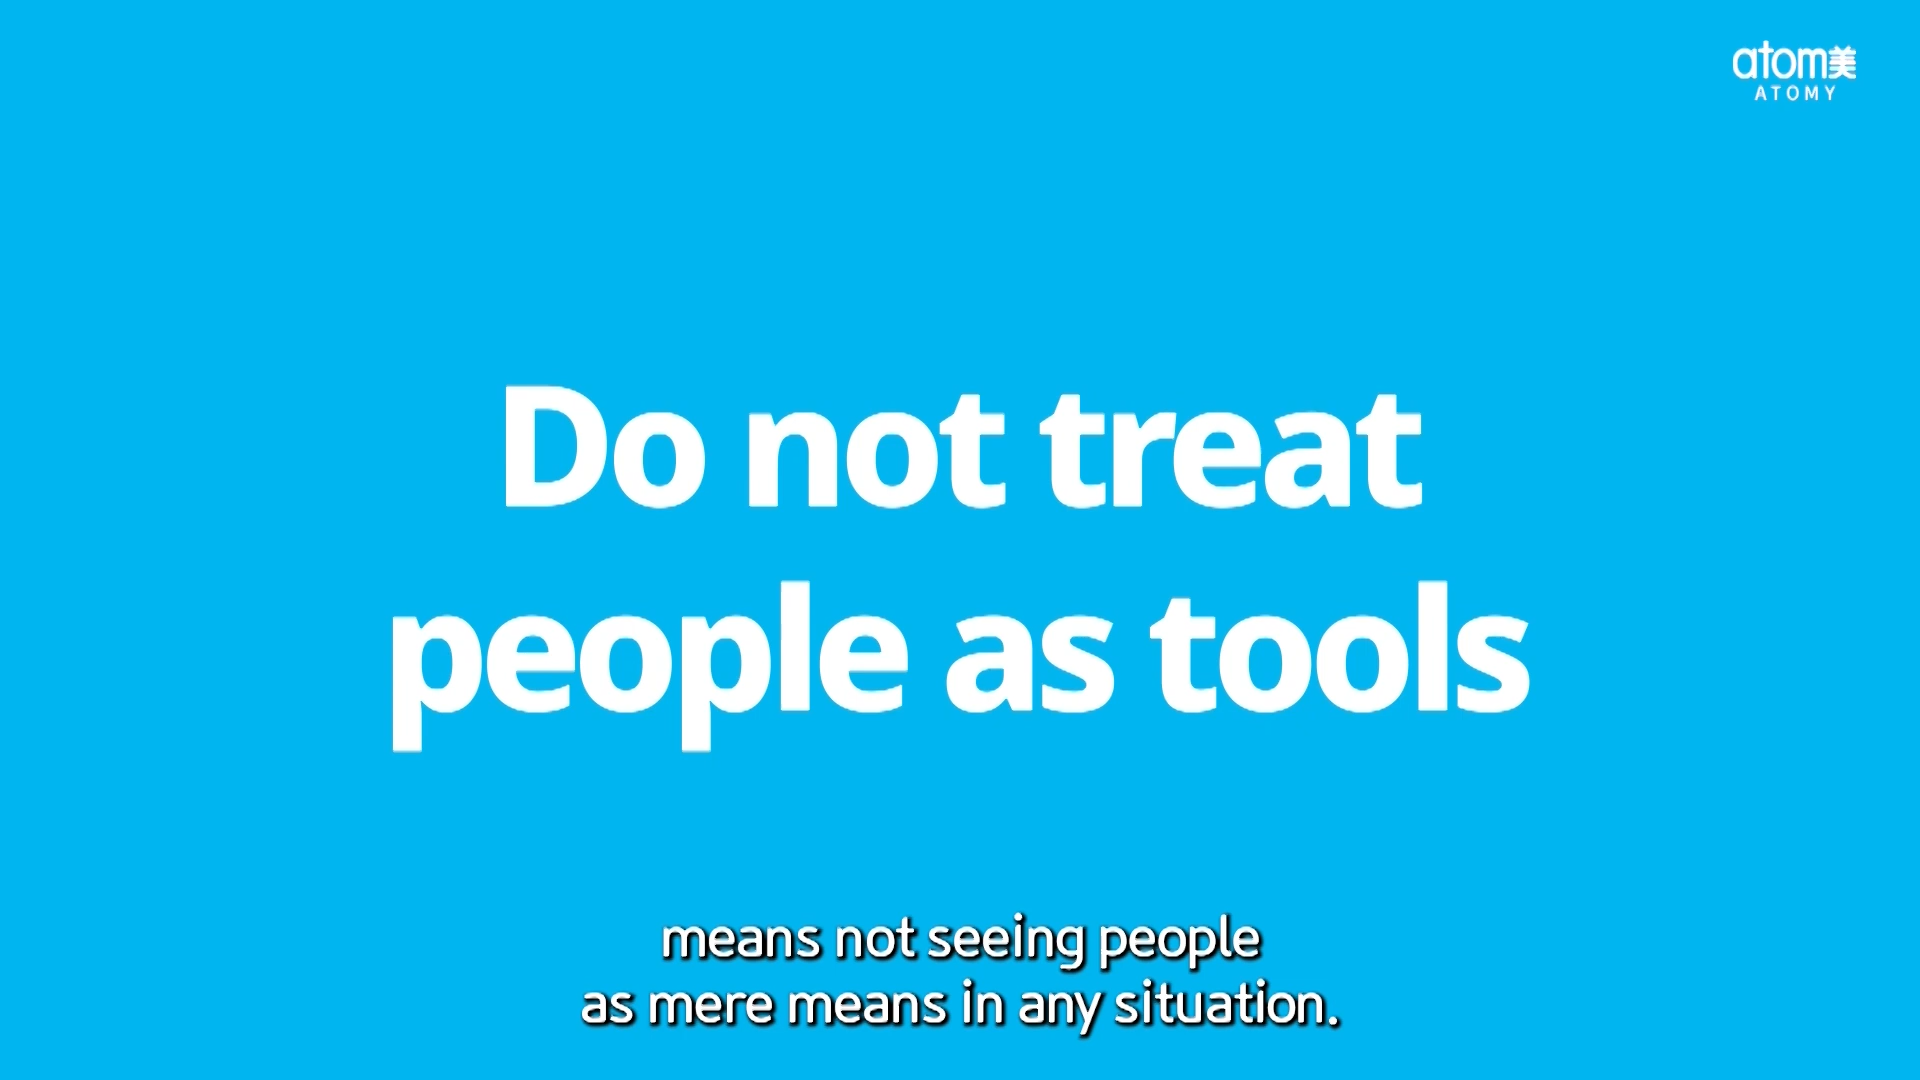 atom美
ATOMY
Do not treat
people as tools
means not seeing people
as mere means in any situation.